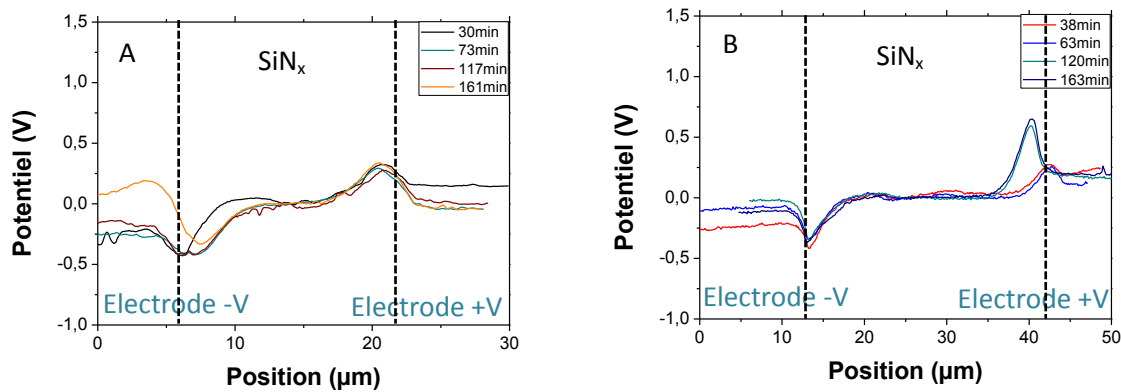 A
SiNₓ
30min
73min
117min
161min
1,5
1,0
0,5
0,0
-0,5
-1,0
Potentiel (V)
Electrode -V
Electrode +V
0
10
20
30
Position (µm)
B
SiNₓ
38min
63min
120min
163min
1,5
1,0
0,5
0,0
-0,5
-1,0
Potentiel (V)
Electrode -V
Electrode +V
0
10
20
30
40
50
Position (µm)